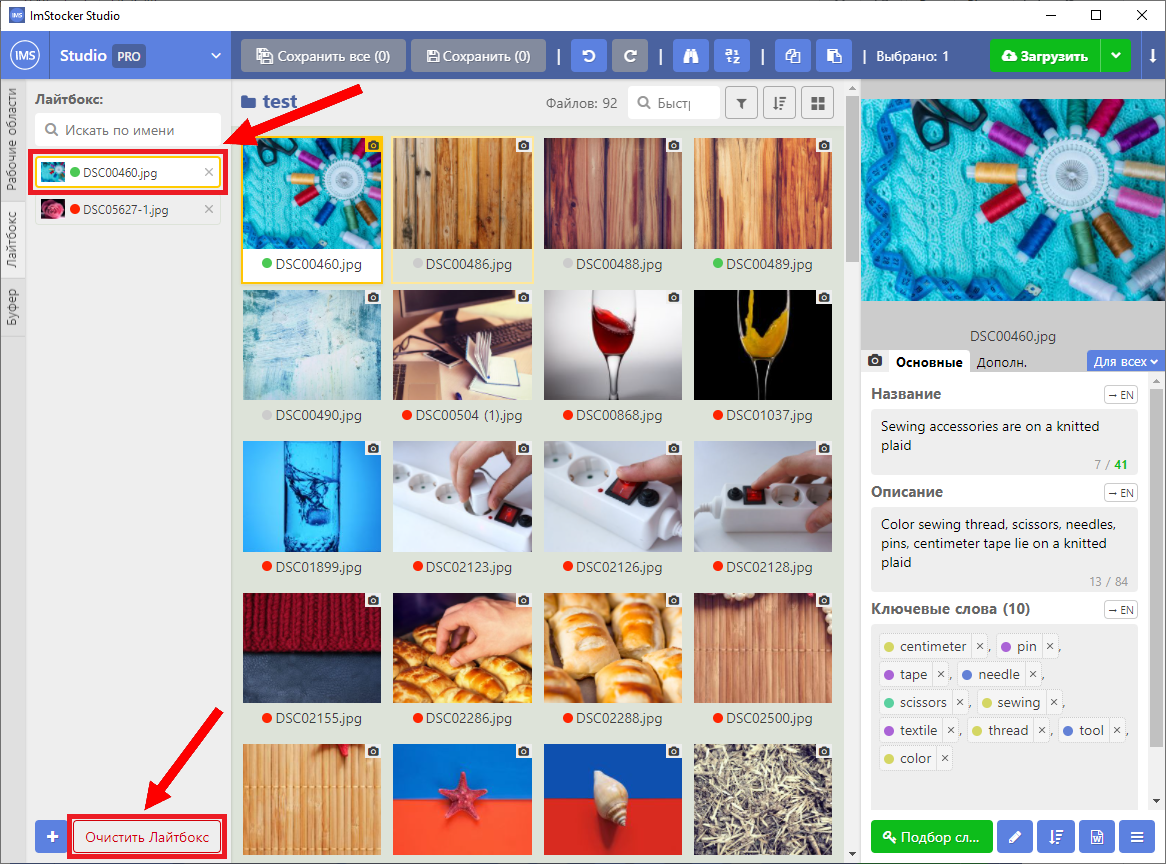 IMS ImStocker Studio
IMS Studio PRO
Сохранить все (0)
Сохранить (0)
Выбрано: 1
Загрузить
Рабочие области
Лайтбокс
Буфер
Лайтбокс:
Искать по имени
DSC00460.jpg
DSC05627-1.jpg
Очистить Лайтбокс
test
Файлов: 92
Быстр
DSC00460.jpg
DSC00486.jpg
DSC00488.jpg
DSC00489.jpg
DSC00490.jpg
DSC00504 (1).jpg
DSC00868.jpg
DSC01037.jpg
DSC01899.jpg
DSC02123.jpg
DSC02126.jpg
DSC02128.jpg
DSC02155.jpg
DSC02286.jpg
DSC02288.jpg
DSC02500.jpg
DSC00460.jpg
Основные
Дополн.
Для всех
Название
→ EN
Sewing accessories are on a knitted
plaid
7 / 41
Описание
→ EN
Color sewing thread, scissors, needles,
pins, centimeter tape lie on a knitted
plaid
13 / 84
Ключевые слова (10)
→ EN
centimeter ×, pin ×,
tape ×, needle ×,
scissors ×, sewing ×,
textile ×, thread ×, tool ×,
color ×
Подбор сл...